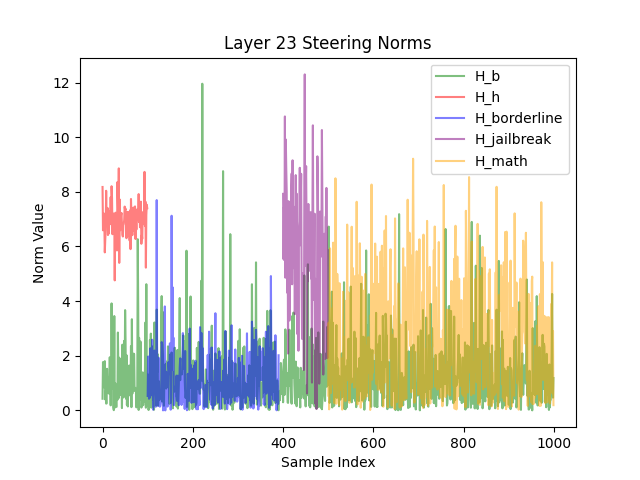 Layer 23 Steering Norms
12
10
8
6
4
2
0
Norm Value
H_b
H_h
H_borderline
H_jailbreak
H_math
0 200 400 600 800 1000
Sample Index